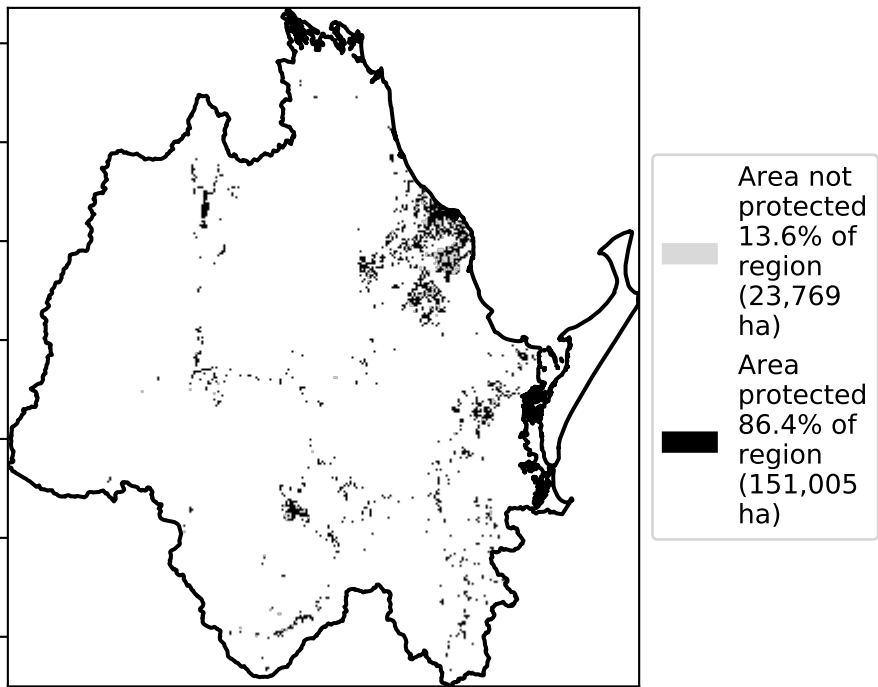 Area not
protected
13.6% of
region
(23,769
ha)
Area
protected
86.4% of
region
(151,005
ha)